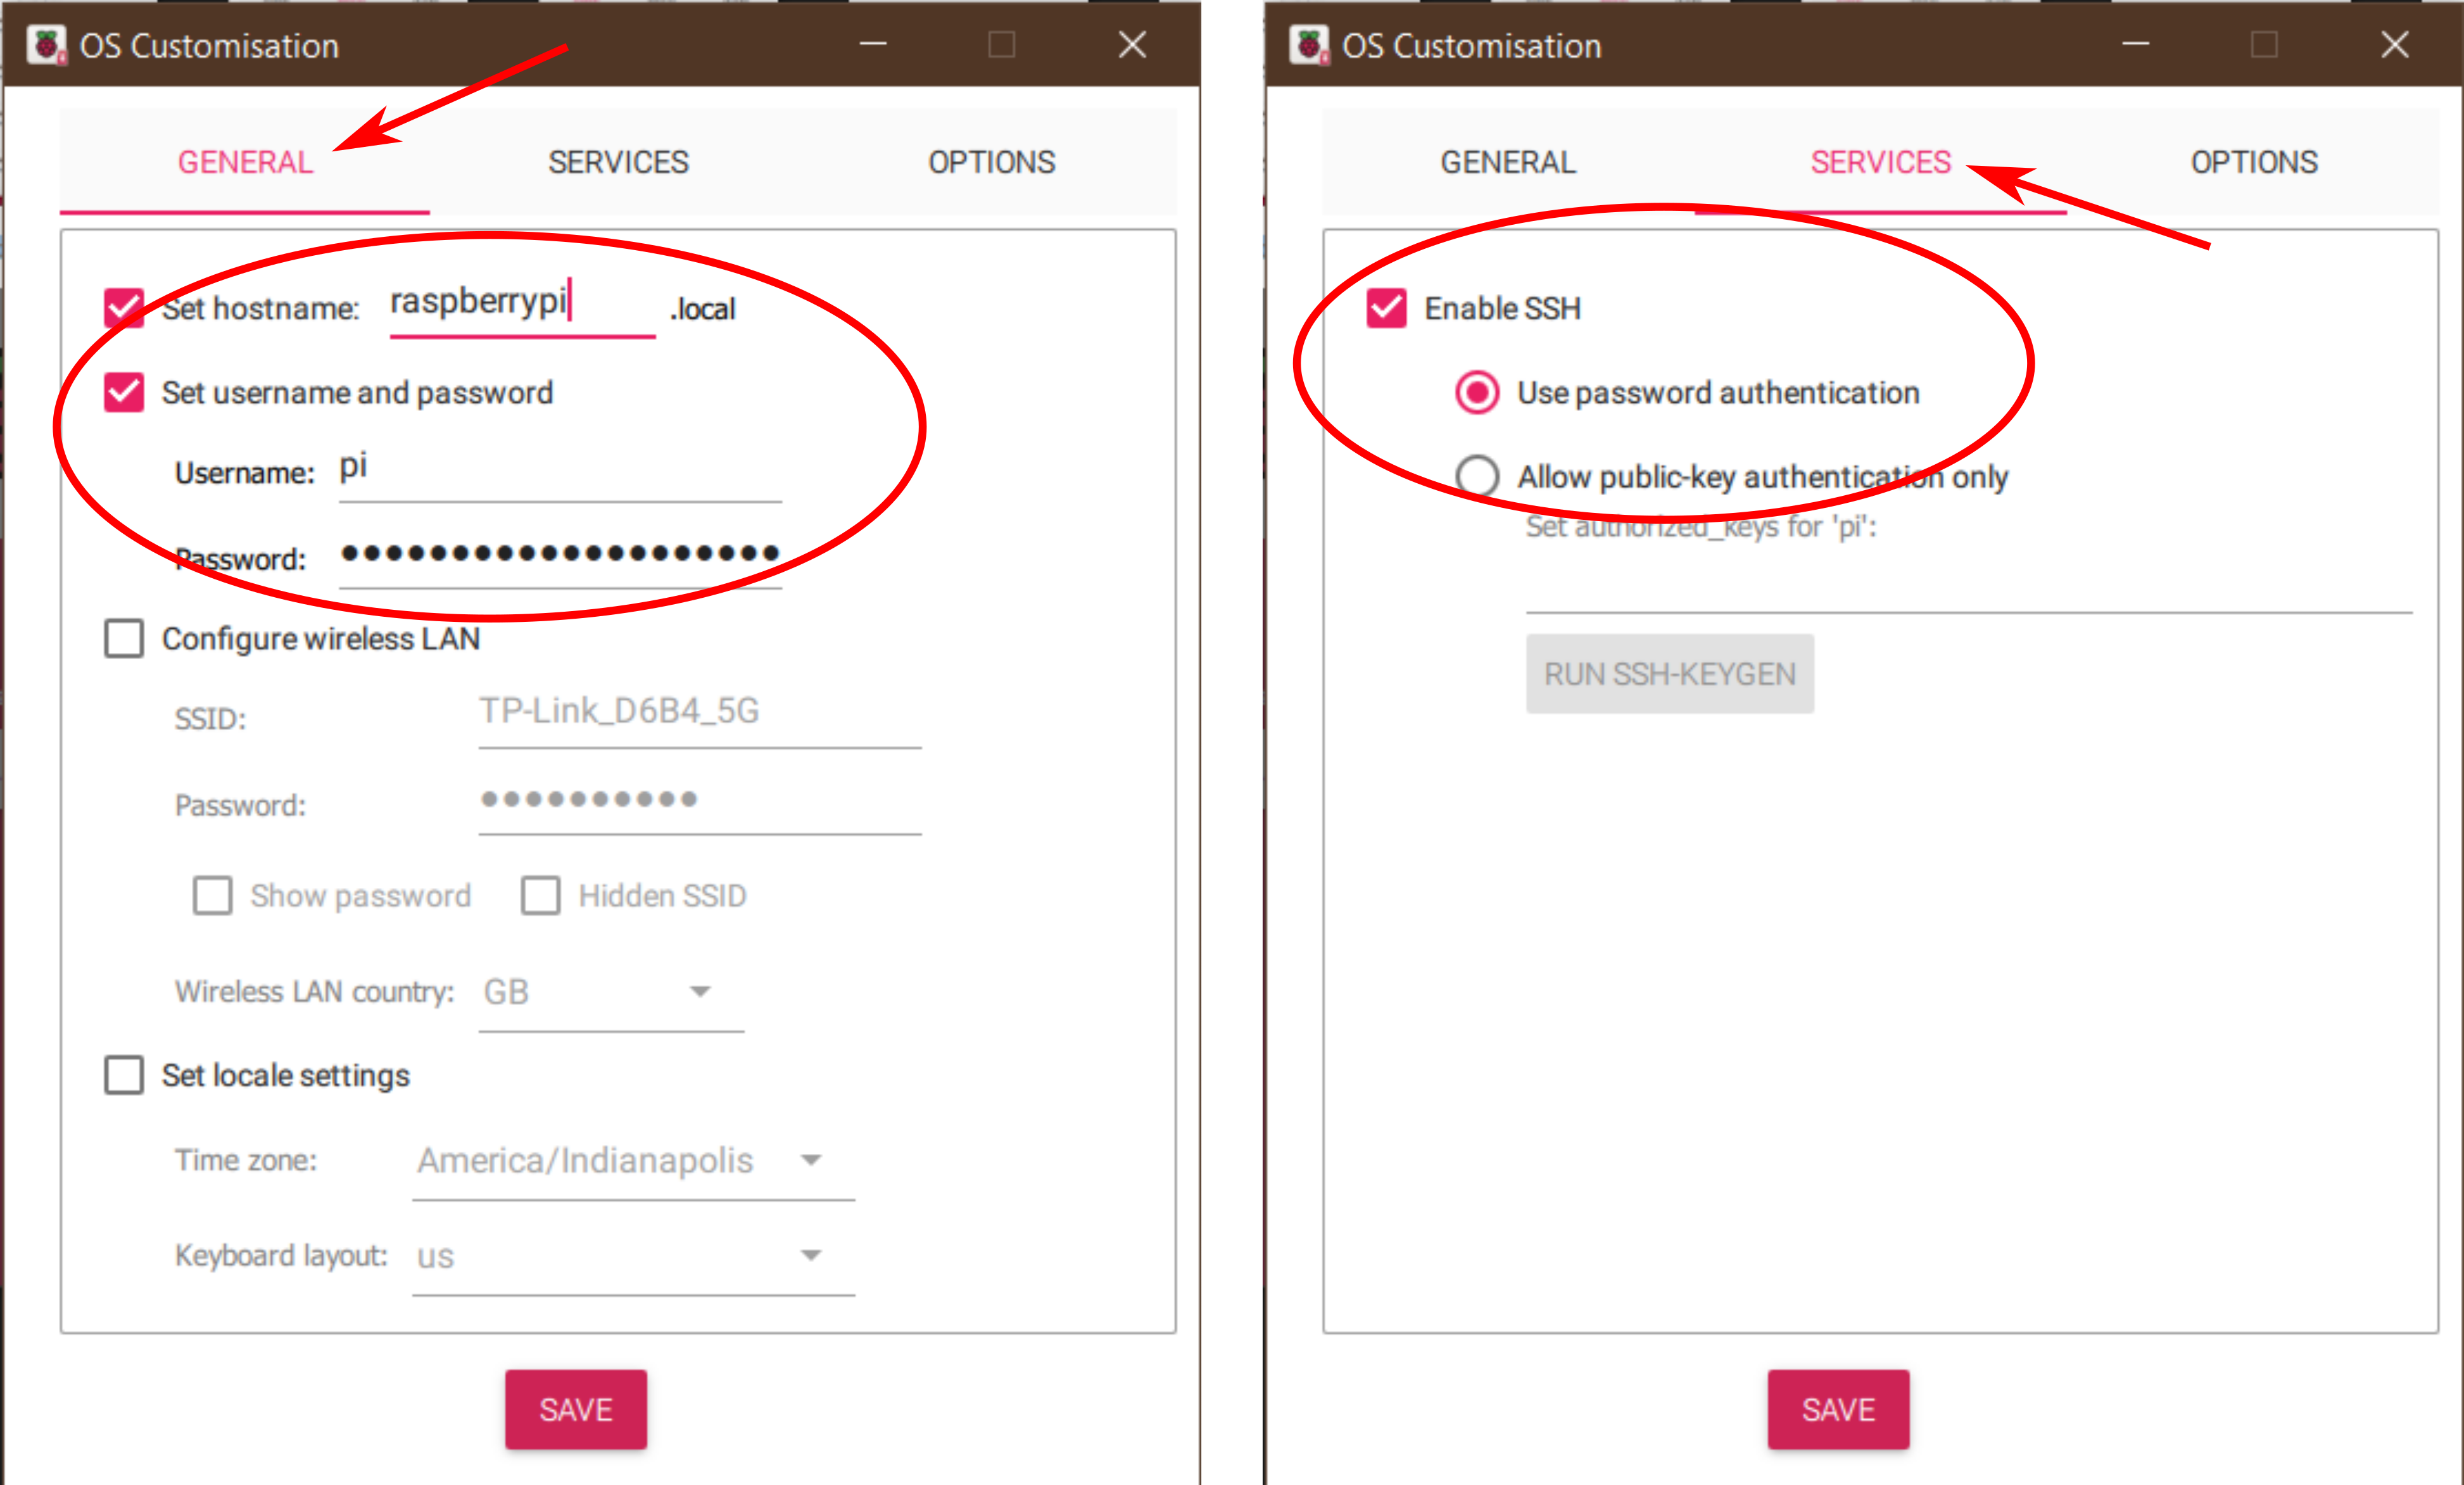 OS Customisation
GENERAL SERVICES OPTIONS
Set hostname: raspberrypi .local
Set username and password
Username: pi
Password: ••••••••••••••••••••
Configure wireless LAN
SSID: TP-Link_D6B4_5G
Password: ••••••••••
Show password Hidden SSID
Wireless LAN country: GB
Set locale settings
Time zone: America/Indianapolis
Keyboard layout: us
SAVE
OS Customisation
GENERAL SERVICES OPTIONS
Enable SSH
Use password authentication
Allow public-key authentication only
Set authorized_keys for 'pi':
RUN SSH-KEYGEN
SAVE